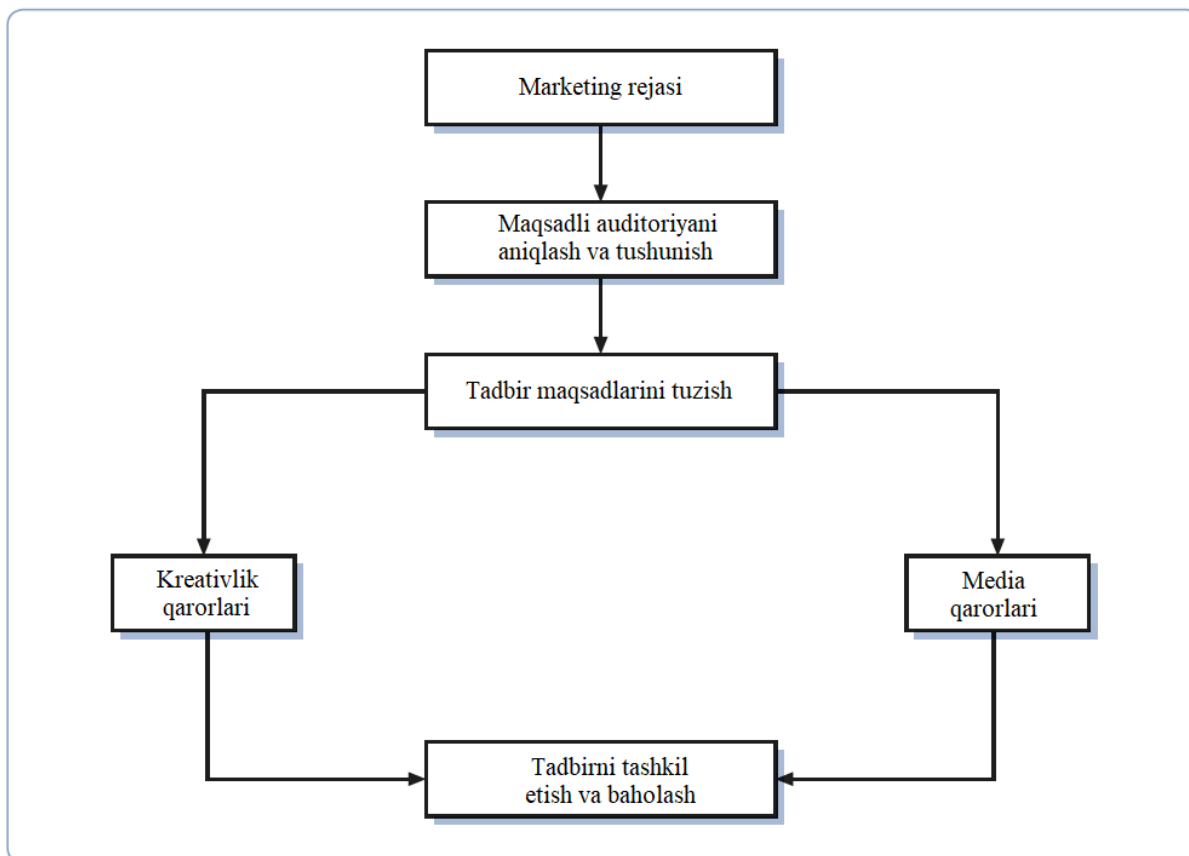 Marketing rejasi
Maqsadli auditoriyani
aniqlash va tushunish
Tadbir maqsadlarini tuzish
Kreativlik
qarorlari
Media
qarorlari
Tadbirni tashkil
etish va baholash